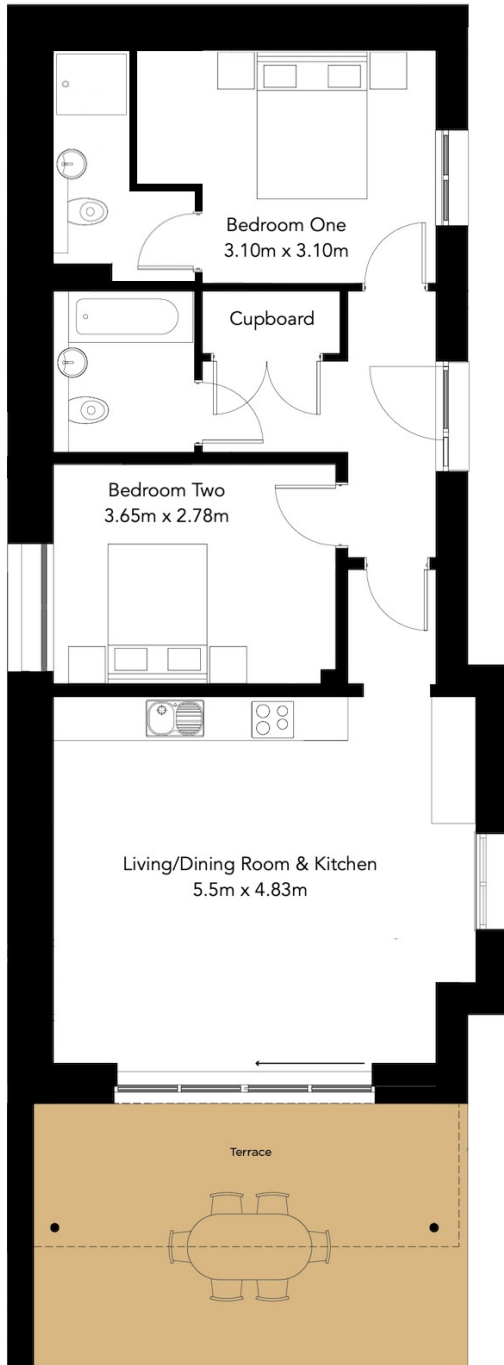 Bedroom One
3.10m x 3.10m
Cupboard
Bedroom Two
3.65m x 2.78m
Living/Dining Room & Kitchen
5.5m x 4.83m
Terrace